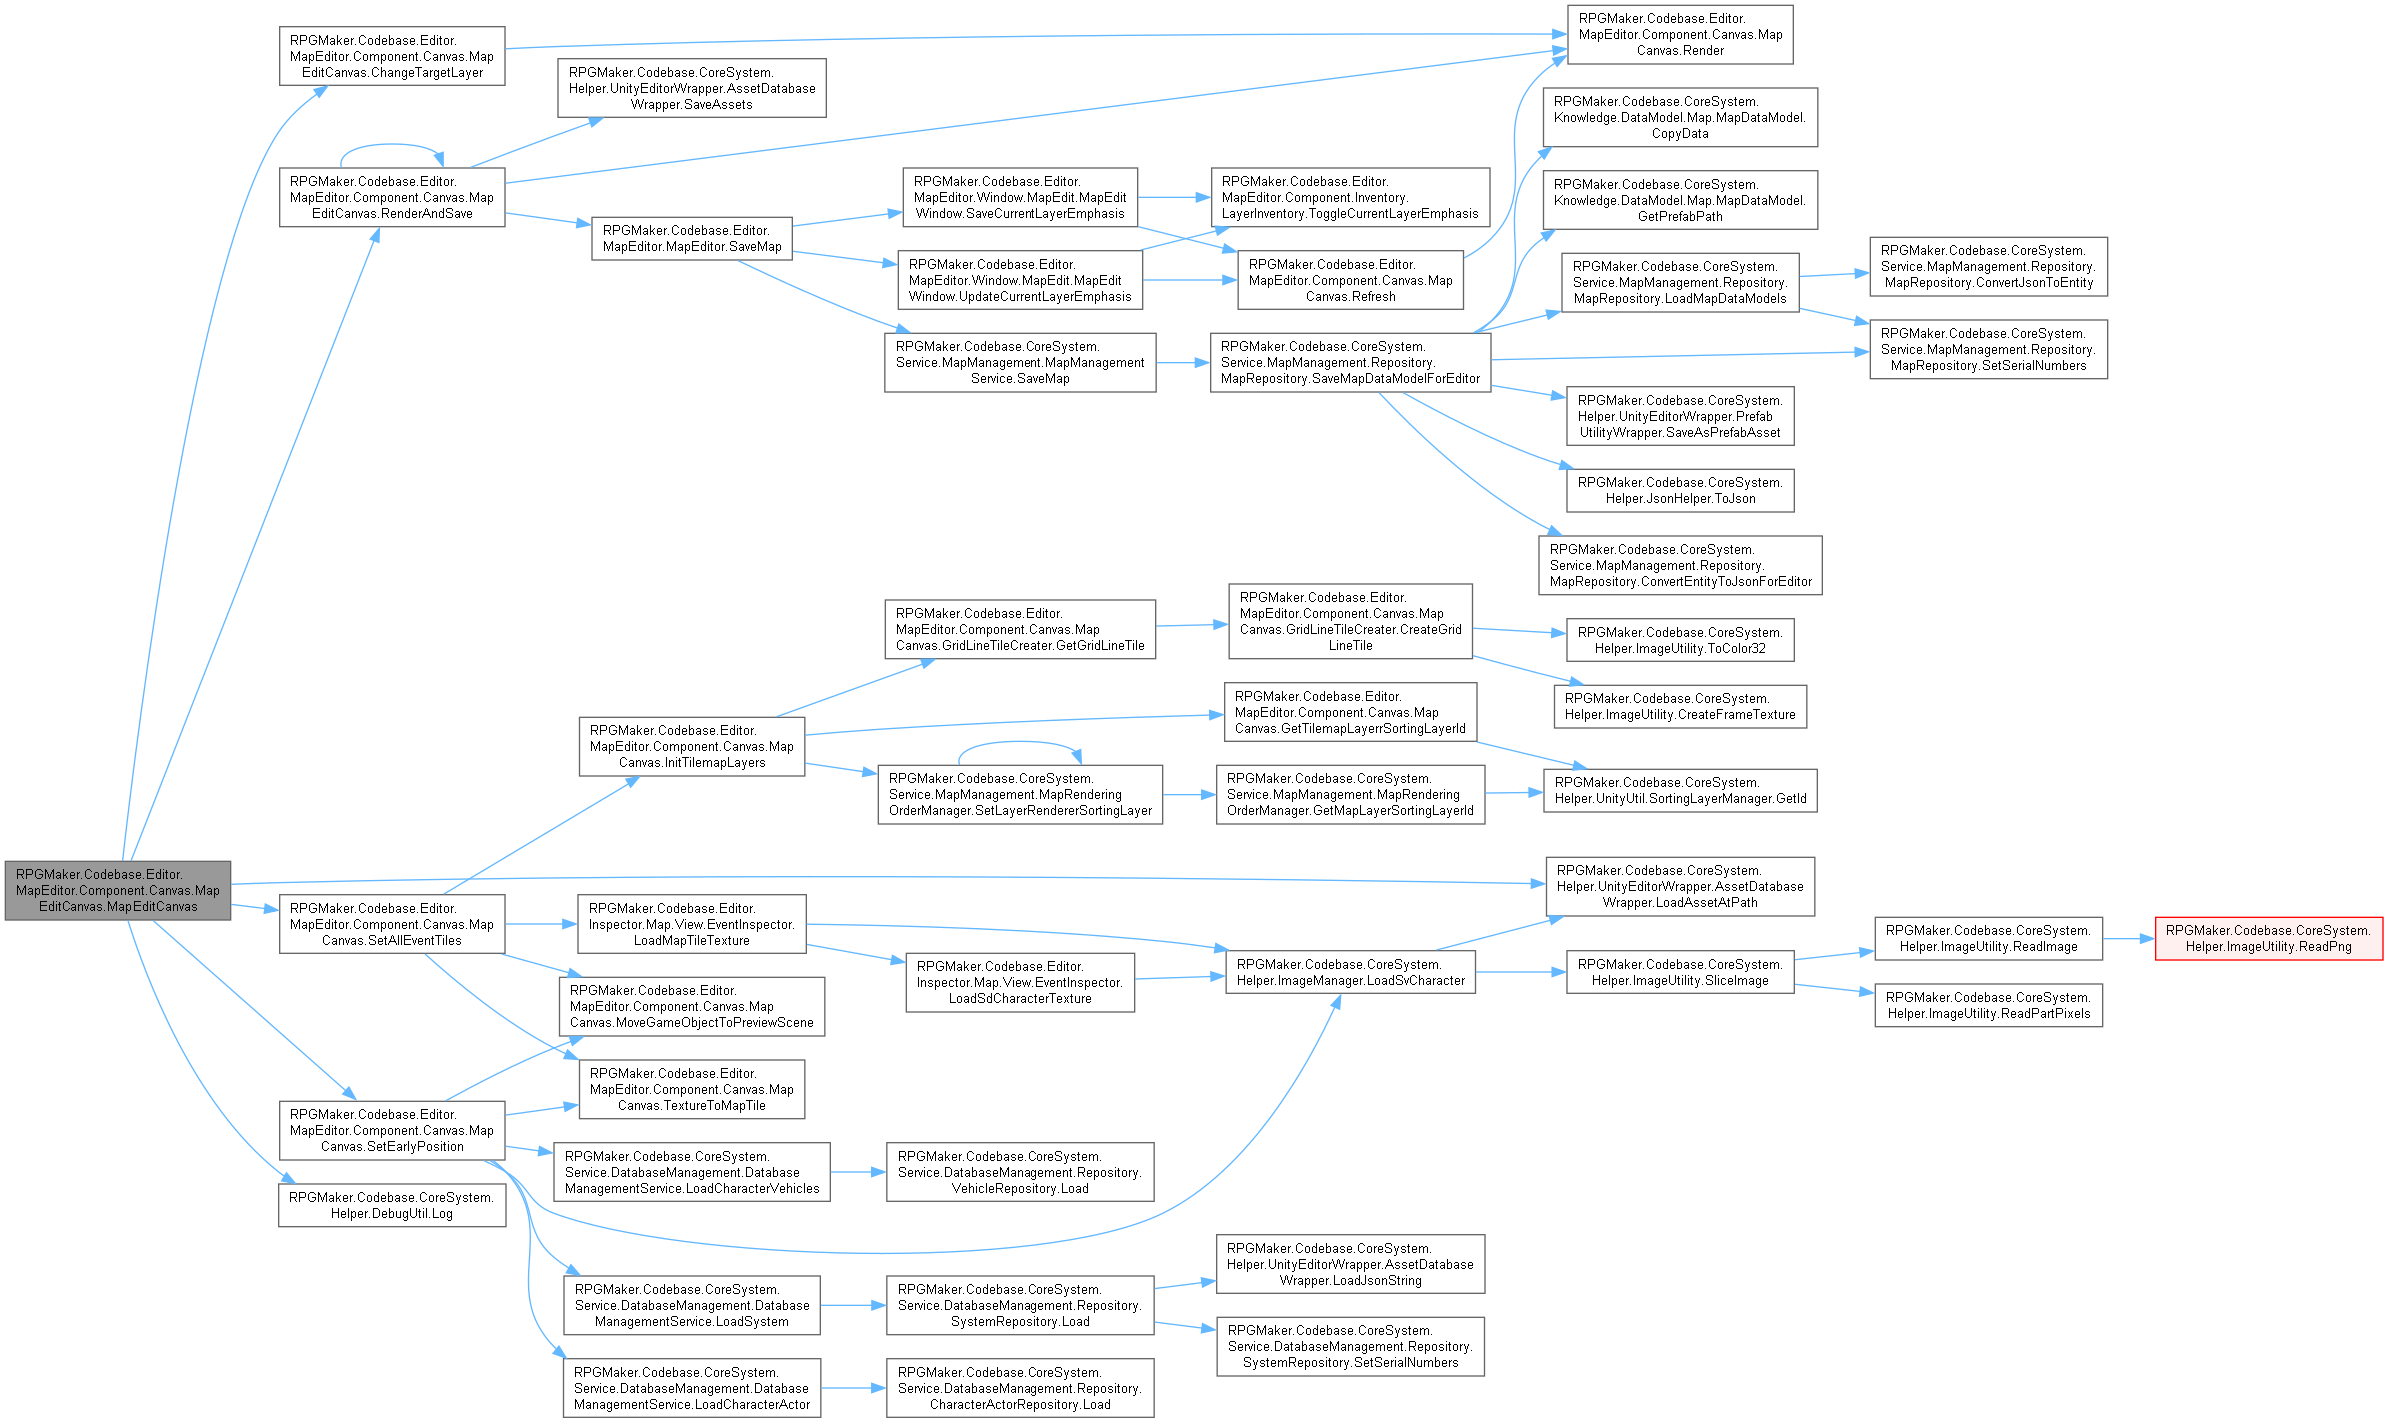 RPGMaker.Codebase.Editor.
MapEditor.Component.Canvas.Map
EditCanvas.MapEditCanvas
RPGMaker.Codebase.Editor.
MapEditor.Component.Canvas.Map
EditCanvas.ChangeTargetLayer
RPGMaker.Codebase.Editor.
MapEditor.Component.Canvas.Map
Canvas.Render
RPGMaker.Codebase.CoreSystem.
Helper.UnityEditorWrapper.AssetDatabase
Wrapper.SaveAssets
RPGMaker.Codebase.Editor.
MapEditor.Component.Canvas.Map
EditCanvas.RenderAndSave
RPGMaker.Codebase.Editor.
MapEditor.MapEditor.SaveMap
RPGMaker.Codebase.Editor.
MapEditor.Window.MapEdit.MapEdit
Window.SaveCurrentLayerEmphasis
RPGMaker.Codebase.Editor.
MapEditor.Window.MapEdit.MapEdit
Window.UpdateCurrentLayerEmphasis
RPGMaker.Codebase.CoreSystem.
Service.MapManagement.MapManagement
Service.SaveMap
RPGMaker.Codebase.Editor.
MapEditor.Component.Inventory.
LayerInventory.ToggleCurrentLayerEmphasis
RPGMaker.Codebase.Editor.
MapEditor.Component.Canvas.Map
Canvas.Refresh
RPGMaker.Codebase.CoreSystem.
Service.MapManagement.Repository.
MapRepository.SaveMapDataModelForEditor
RPGMaker.Codebase.CoreSystem.
Knowledge.DataModel.Map.MapDataModel.
CopyData
RPGMaker.Codebase.CoreSystem.
Knowledge.DataModel.Map.MapDataModel.
GetPrefabPath
RPGMaker.Codebase.CoreSystem.
Service.MapManagement.Repository.
MapRepository.LoadMapDataModels
RPGMaker.Codebase.CoreSystem.
Service.MapManagement.Repository.
MapRepository.ConvertJsonToEntity
RPGMaker.Codebase.CoreSystem.
Service.MapManagement.Repository.
MapRepository.SetSerialNumbers
RPGMaker.Codebase.CoreSystem.
Helper.UnityEditorWrapper.Prefab
UtilityWrapper.SaveAsPrefabAsset
RPGMaker.Codebase.CoreSystem.
Helper.JsonHelper.ToJson
RPGMaker.Codebase.CoreSystem.
Service.MapManagement.Repository.
MapRepository.ConvertEntityToJsonForEditor
RPGMaker.Codebase.Editor.
MapEditor.Component.Canvas.Map
Canvas.SetAllEventTiles
RPGMaker.Codebase.Editor.
MapEditor.Component.Canvas.Map
Canvas.InitTilemapLayers
RPGMaker.Codebase.Editor.
MapEditor.Component.Canvas.Map
Canvas.GridLineTileCreater.GetGridLineTile
RPGMaker.Codebase.Editor.
MapEditor.Component.Canvas.Map
Canvas.GridLineTileCreater.CreateGrid
LineTile
RPGMaker.Codebase.CoreSystem.
Helper.ImageUtility.ToColor32
RPGMaker.Codebase.CoreSystem.
Helper.ImageUtility.CreateFrameTexture
RPGMaker.Codebase.Editor.
MapEditor.Component.Canvas.Map
Canvas.GetTilemapLayerrSortingLayerId
RPGMaker.Codebase.CoreSystem.
Service.MapManagement.MapRendering
OrderManager.SetLayerRendererSortingLayer
RPGMaker.Codebase.CoreSystem.
Service.MapManagement.MapRendering
OrderManager.GetMapLayerSortingLayerId
RPGMaker.Codebase.CoreSystem.
Helper.UnityUtil.SortingLayerManager.GetId
RPGMaker.Codebase.Editor.
Inspector.Map.View.EventInspector.
LoadMapTileTexture
RPGMaker.Codebase.Editor.
Inspector.Map.View.EventInspector.
LoadSdCharacterTexture
RPGMaker.Codebase.CoreSystem.
Helper.ImageManager.LoadSvCharacter
RPGMaker.Codebase.CoreSystem.
Helper.UnityEditorWrapper.AssetDatabase
Wrapper.LoadAssetAtPath
RPGMaker.Codebase.CoreSystem.
Helper.ImageUtility.SliceImage
RPGMaker.Codebase.CoreSystem.
Helper.ImageUtility.ReadImage
RPGMaker.Codebase.CoreSystem.
Helper.ImageUtility.ReadPng
RPGMaker.Codebase.CoreSystem.
Helper.ImageUtility.ReadPartPixels
RPGMaker.Codebase.Editor.
MapEditor.Component.Canvas.Map
Canvas.MoveGameObjectToPreviewScene
RPGMaker.Codebase.Editor.
MapEditor.Component.Canvas.Map
Canvas.TextureToMapTile
RPGMaker.Codebase.Editor.
MapEditor.Component.Canvas.Map
Canvas.SetEarlyPosition
RPGMaker.Codebase.CoreSystem.
Helper.DebugUtil.Log
RPGMaker.Codebase.CoreSystem.
Service.DatabaseManagement.Database
ManagementService.LoadCharacterVehicles
RPGMaker.Codebase.CoreSystem.
Service.DatabaseManagement.Repository.
VehicleRepository.Load
RPGMaker.Codebase.CoreSystem.
Service.DatabaseManagement.Database
ManagementService.LoadSystem
RPGMaker.Codebase.CoreSystem.
Service.DatabaseManagement.Repository.
SystemRepository.Load
RPGMaker.Codebase.CoreSystem.
Helper.UnityEditorWrapper.AssetDatabase
Wrapper.LoadJsonString
RPGMaker.Codebase.CoreSystem.
Service.DatabaseManagement.Repository.
SystemRepository.SetSerialNumbers
RPGMaker.Codebase.CoreSystem.
Service.DatabaseManagement.Database
ManagementService.LoadCharacterActor
RPGMaker.Codebase.CoreSystem.
Service.DatabaseManagement.Repository.
CharacterActorRepository.Load